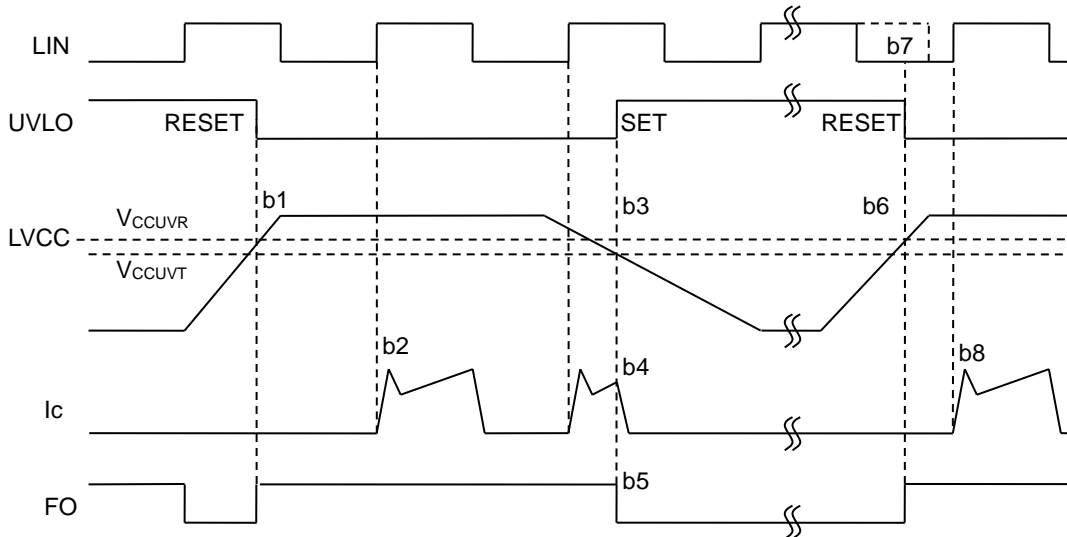 LIN
b7
UVLO
RESET
SET
RESET
b1
b3
b6
VCCUVR
LVCC
VCCUVT
b2
b4
b8
Ic
b5
FO